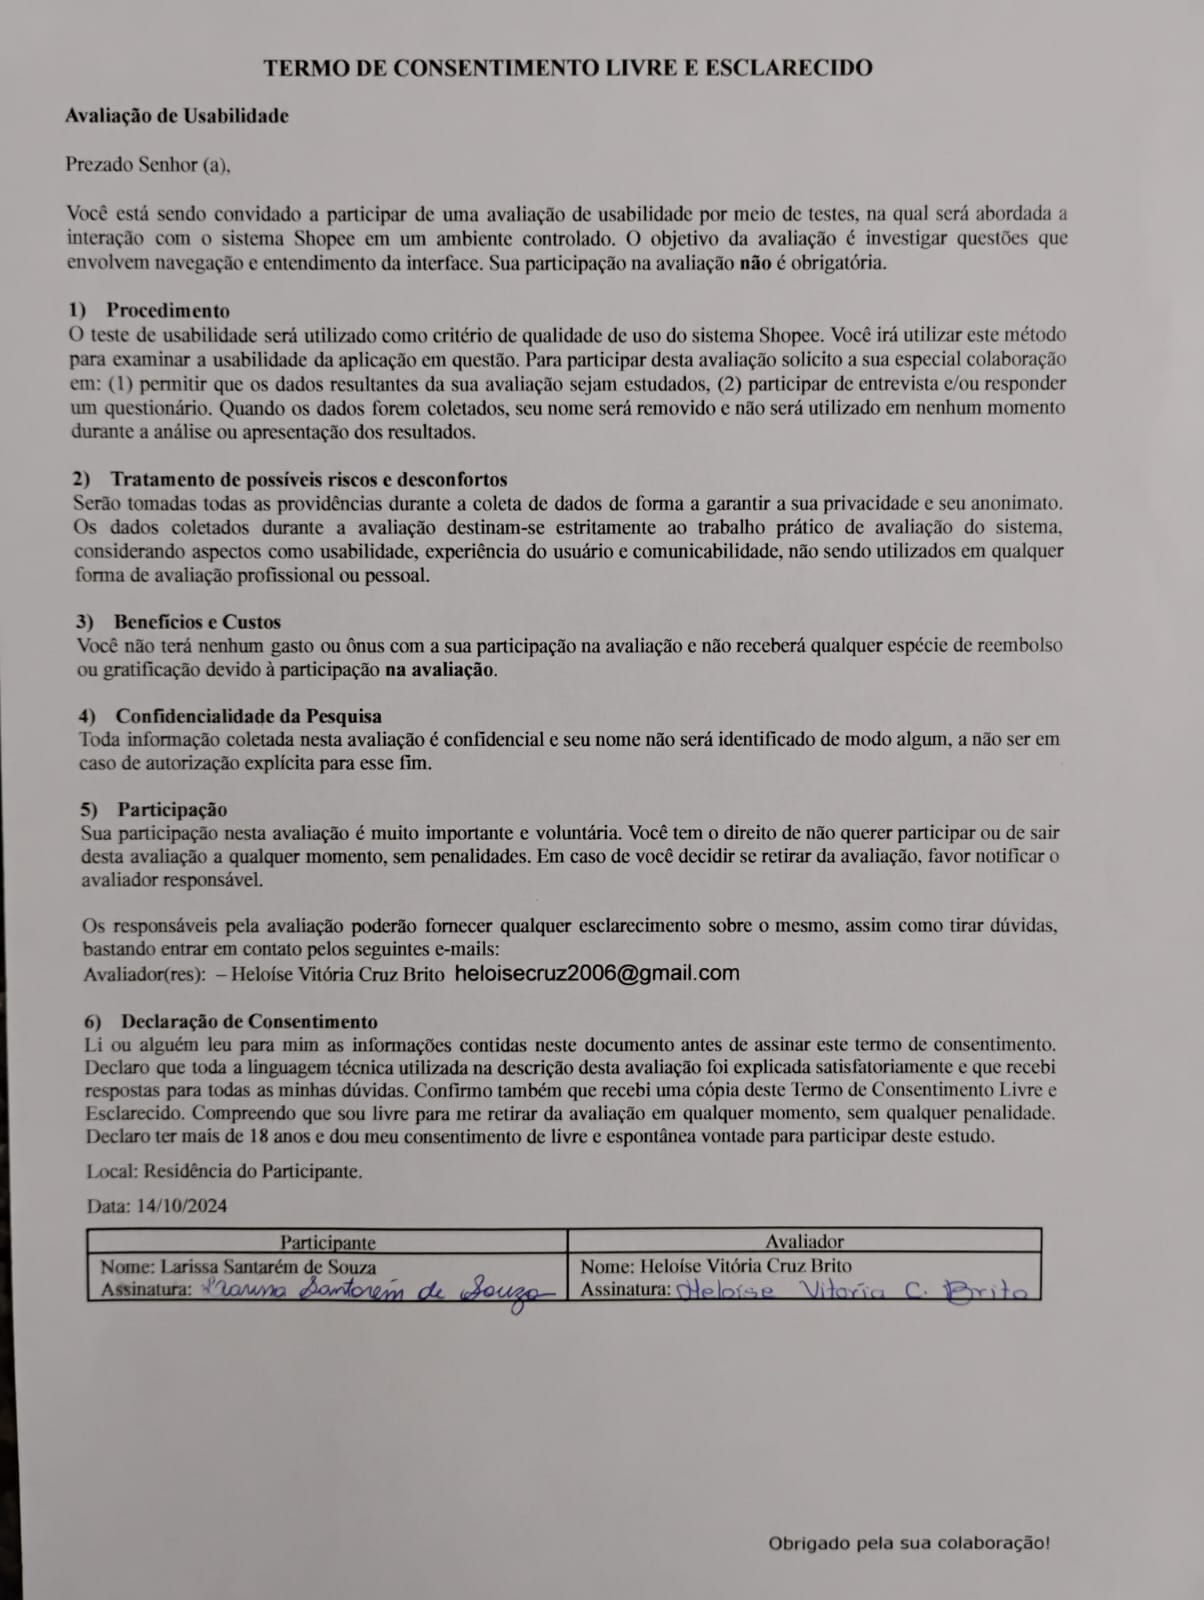 TERMO DE CONSENTIMENTO LIVRE E ESCLARECIDO
Avaliação de Usabilidade
Prezado Senhor (a),
Você está sendo convidado a participar de uma avaliação de usabilidade por meio de testes, na qual será abordada a
interação com o sistema Shopee em um ambiente controlado. O objetivo da avaliação é investigar questões que
envolvem navegação e entendimento da interface. Sua participação na avaliação não é obrigatória.
1) Procedimento
O teste de usabilidade será utilizado como critério de qualidade de uso do sistema Shopee. Você irá utilizar este método
para examinar a usabilidade da aplicação em questão. Para participar desta avaliação solicito a sua especial colaboração
em: (1) permitir que os dados resultantes da sua avaliação sejam estudados, (2) participar de entrevista e/ou responder
um questionário. Quando os dados forem coletados, seu nome será removido e não será utilizado em nenhum momento
durante a análise ou apresentação dos resultados.
2) Tratamento de possíveis riscos e desconfortos
Serão tomadas todas as providências durante a coleta de dados de forma a garantir a sua privacidade e seu anonimato.
Os dados coletados durante a avaliação destinam-se estritamente ao trabalho prático de avaliação do sistema,
considerando aspectos como usabilidade, experiência do usuário e comunicabilidade, não sendo utilizados em qualquer
forma de avaliação profissional ou pessoal.
3) Benefícios e Custos
Você não terá nenhum gasto ou ônus com a sua participação na avaliação e não receberá qualquer espécie de reembolso
ou gratificação devido à participação na avaliação.
4) Confidencialidade da Pesquisa
Toda informação coletada nesta avaliação é confidencial e seu nome não será identificado de modo algum, a não ser em
caso de autorização explícita para esse fim.
5) Participação
Sua participação nesta avaliação é muito importante e voluntária. Você tem o direito de não querer participar ou de sair
desta avaliação a qualquer momento, sem penalidades. Em caso de você decidir se retirar da avaliação, favor notificar o
avaliador responsável.
Os responsáveis pela avaliação poderão fornecer qualquer esclarecimento sobre o mesmo, assim como tirar dúvidas,
bastando entrar em contato pelos seguintes e-mails:
Avaliador(res): – Heloíse Vitória Cruz Brito heloisecruz2006@gmail.com
6) Declaração de Consentimento
Li ou alguém leu para mim as informações contidas neste documento antes de assinar este termo de consentimento.
Declaro que toda a linguagem técnica utilizada na descrição desta avaliação foi explicada satisfatoriamente e que recebi
respostas para todas as minhas dúvidas. Confirmo também que recebi uma cópia deste Termo de Consentimento Livre e
Esclarecido. Compreendo que sou livre para me retirar da avaliação em qualquer momento, sem qualquer penalidade.
Declaro ter mais de 18 anos e dou meu consentimento de livre e espontânea vontade para participar deste estudo.
Local: Residência do Participante.
Data: 14/10/2024
Participante
Avaliador
Nome: Larissa Santarém de Souza
Nome: Heloíse Vitória Cruz Brito
Assinatura: Santarém de Souza
Assinatura: Heloíse Vitória C. Brito
Obrigado pela sua colaboração!